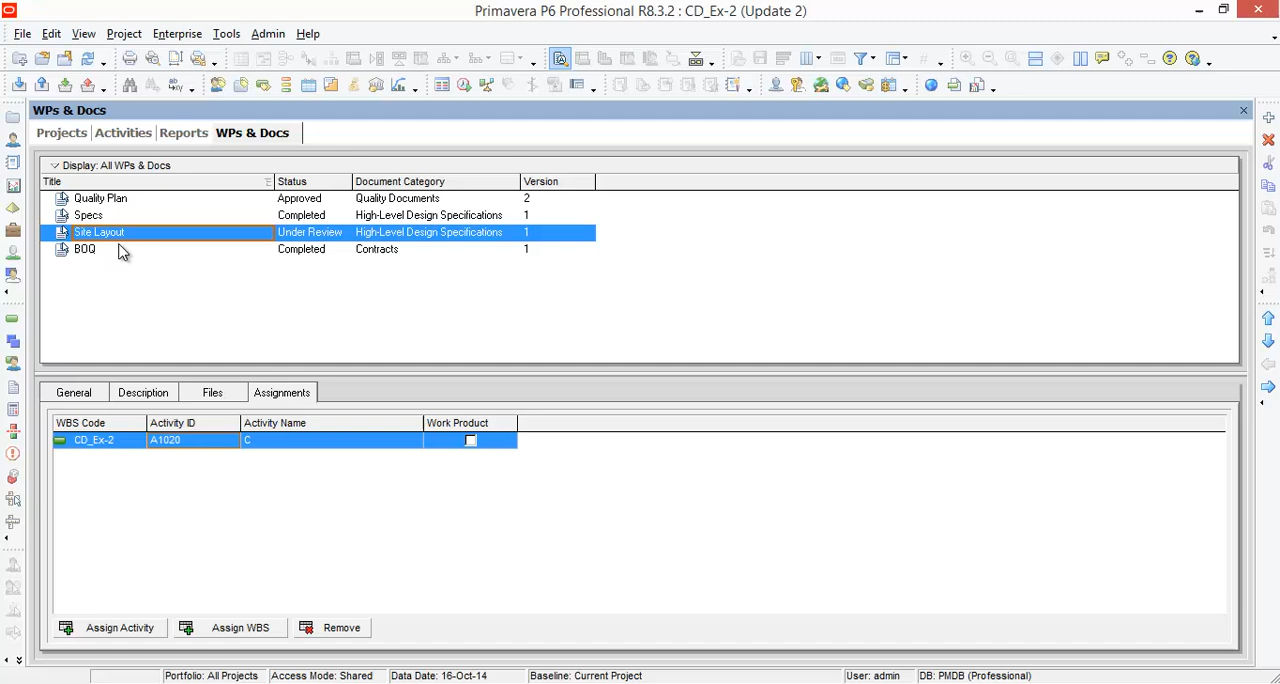 Primavera P6 Professional R8.3.2 : CD_Ex-2 (Update 2)
File Edit View Project Enterprise Tools Admin Help
WPs & Docs
Projects Activities Reports WPs & Docs
Display: All WPs & Docs
Title Status Document Category Version
Quality Plan Approved Quality Documents 2
Specs Completed High-Level Design Specifications 1
Site Layout Under Review High-Level Design Specifications 1
BOQ Completed Contracts 1
General Description Files Assignments
WBS Code Activity ID Activity Name Work Product
CD_Ex-2 A1020 C
Assign Activity Assign WBS Remove
Portfolio: All Projects Access Mode: Shared Data Date: 16-Oct-14 Baseline: Current Project User: admin DB: PMDB (Professional)